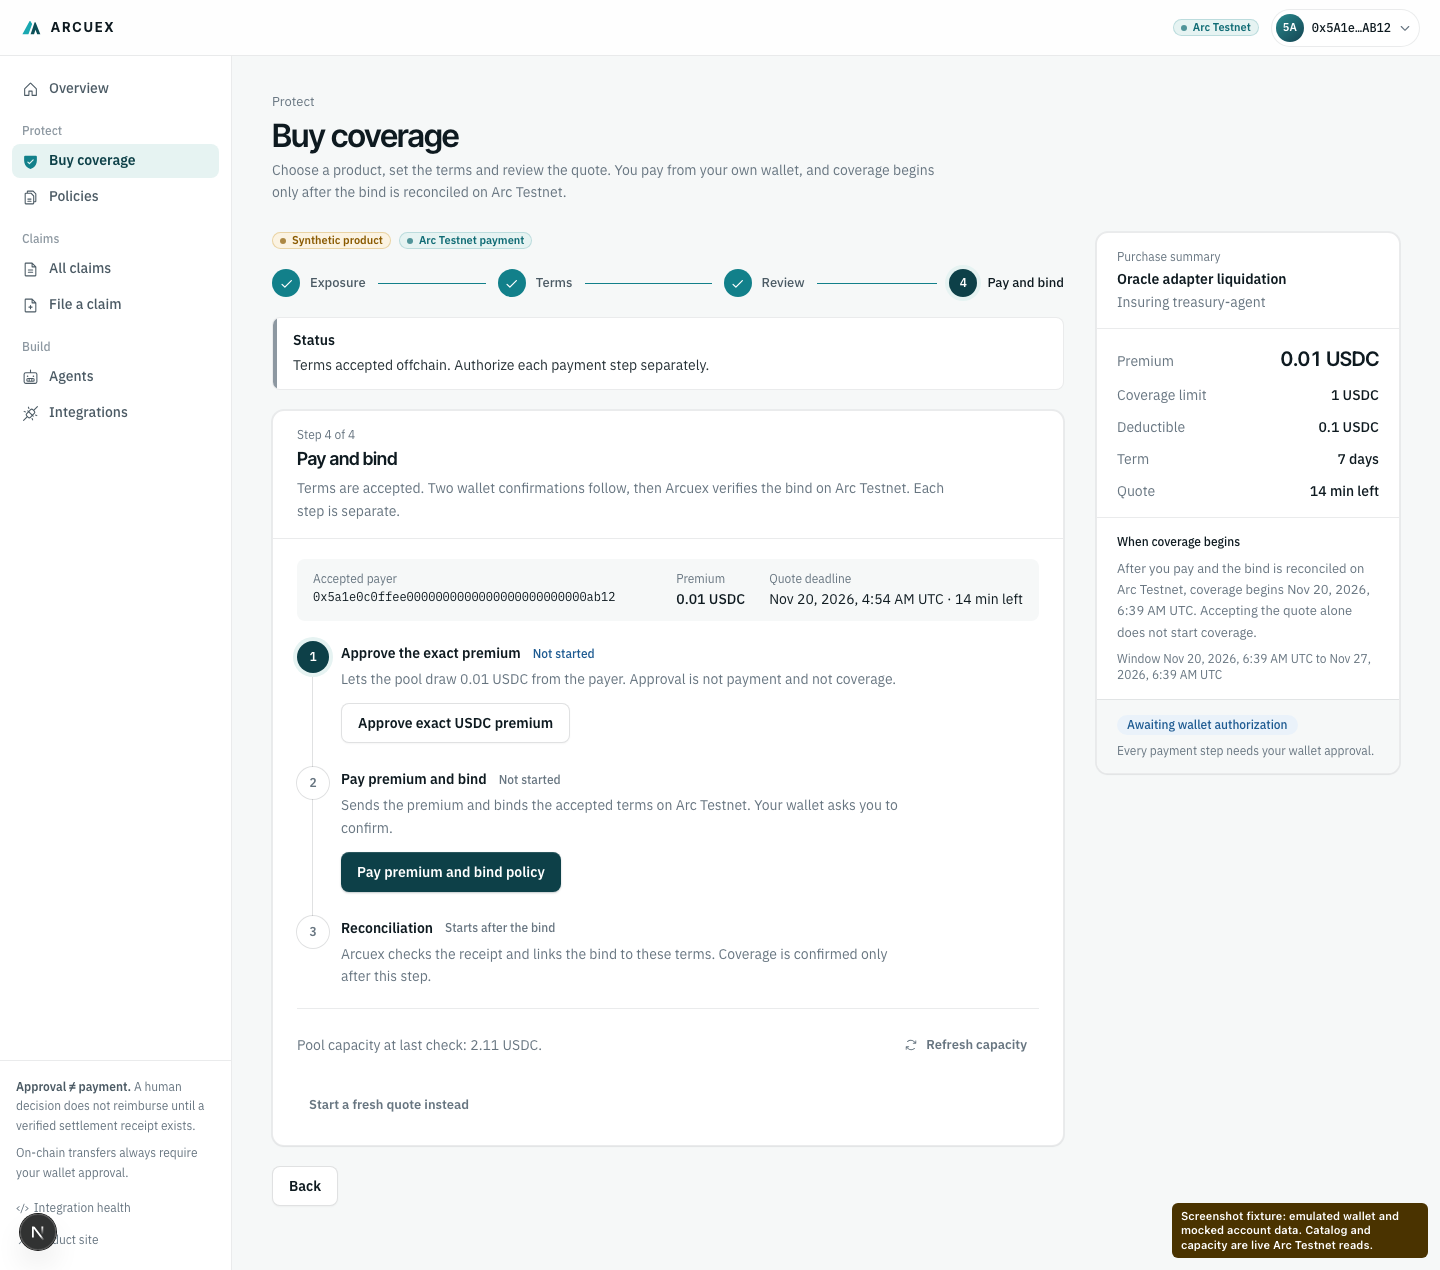 ARCUEX
Arc Testnet
5A
0x5A1e…AB12
Overview
Protect
Buy coverage
Policies
Claims
All claims
File a claim
Build
Agents
Integrations
Approval ≠ payment. A human
decision does not reimburse until a
verified settlement receipt exists.
On-chain transfers always require
your wallet approval.
</> Integration health
N
uct site
Protect
Buy coverage
Choose a product, set the terms and review the quote. You pay from your own wallet, and coverage begins
only after the bind is reconciled on Arc Testnet.
Synthetic product
Arc Testnet payment
Exposure
Terms
Review
4
Pay and bind
Status
Terms accepted offchain. Authorize each payment step separately.
Step 4 of 4
Pay and bind
Terms are accepted. Two wallet confirmations follow, then Arcuex verifies the bind on Arc Testnet. Each
step is separate.
Accepted payer
0x5a1e0c0ffee0000000000000000000000000ab12
Premium
0.01 USDC
Quote deadline
Nov 20, 2026, 4:54 AM UTC · 14 min left
1
Approve the exact premium
Not started
Lets the pool draw 0.01 USDC from the payer. Approval is not payment and not coverage.
Approve exact USDC premium
2
Pay premium and bind
Not started
Sends the premium and binds the accepted terms on Arc Testnet. Your wallet asks you to
confirm.
Pay premium and bind policy
3
Reconciliation
Starts after the bind
Arcuex checks the receipt and links the bind to these terms. Coverage is confirmed only
after this step.
Pool capacity at last check: 2.11 USDC.
Refresh capacity
Start a fresh quote instead
Back
Purchase summary
Oracle adapter liquidation
Insuring treasury-agent
Premium
0.01 USDC
Coverage limit
1 USDC
Deductible
0.1 USDC
Term
7 days
Quote
14 min left
When coverage begins
After you pay and the bind is reconciled on
Arc Testnet, coverage begins Nov 20, 2026,
6:39 AM UTC. Accepting the quote alone
does not start coverage.
Window Nov 20, 2026, 6:39 AM UTC to Nov 27,
2026, 6:39 AM UTC
Awaiting wallet authorization
Every payment step needs your wallet approval.
Screenshot fixture: emulated wallet and
mocked account data. Catalog and
capacity are live Arc Testnet reads.